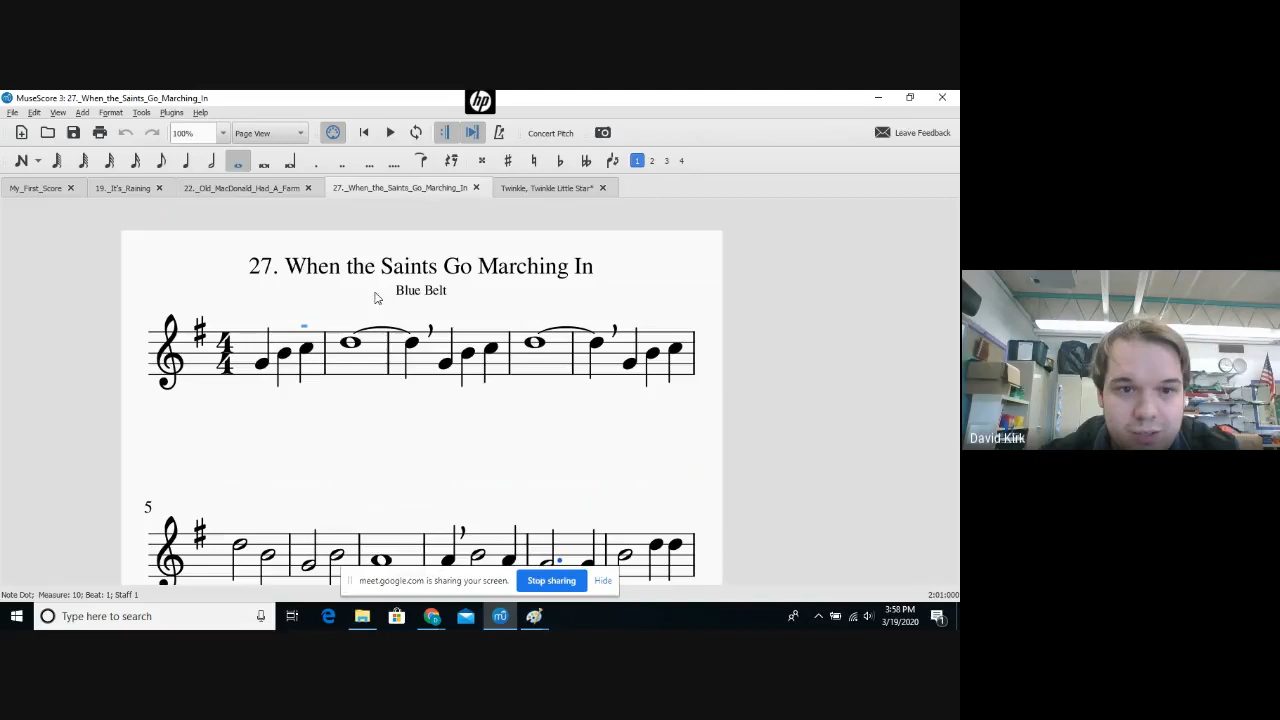 MuseScore 3: 27._When_the_Saints_Go_Marching_In
hp
File Edit View Add Format Tools Plugins Help
100% Page View Concert Pitch Leave Feedback
1 2 3 4
My_First_Score 19._It's_Raining 22._Old_MacDonald_Had_A_Farm 27._When_the_Saints_Go_Marching_In Twinkle, Twinkle Little Star*
27. When the Saints Go Marching In
Blue Belt
4
4
David Kirk
5
meet.google.com is sharing your screen. Stop sharing Hide
Note Dot; Measure: 10; Beat: 1; Staff 1 2:01:000
Type here to search
3:58 PM
3/19/2020